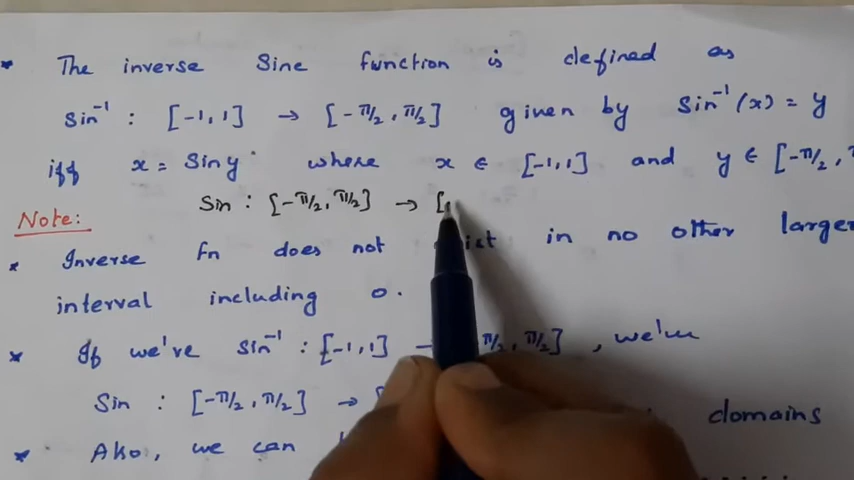 * The inverse Sine function is defined as
Sin⁻¹ : [-1,1] → [-π/2, π/2] given by Sin⁻¹(x) = y
iff x = Sin y where x ∈ [-1,1] and y ∈ [-π/2, π
Sin : [-π/2, π/2] → [
Note:
* Inverse fn does not in no other larger
interval including 0.
* If we've sin⁻¹ : [-1,1] π/2, π/2] ,
Sin : [-π/2, π/2] → domains
* we can